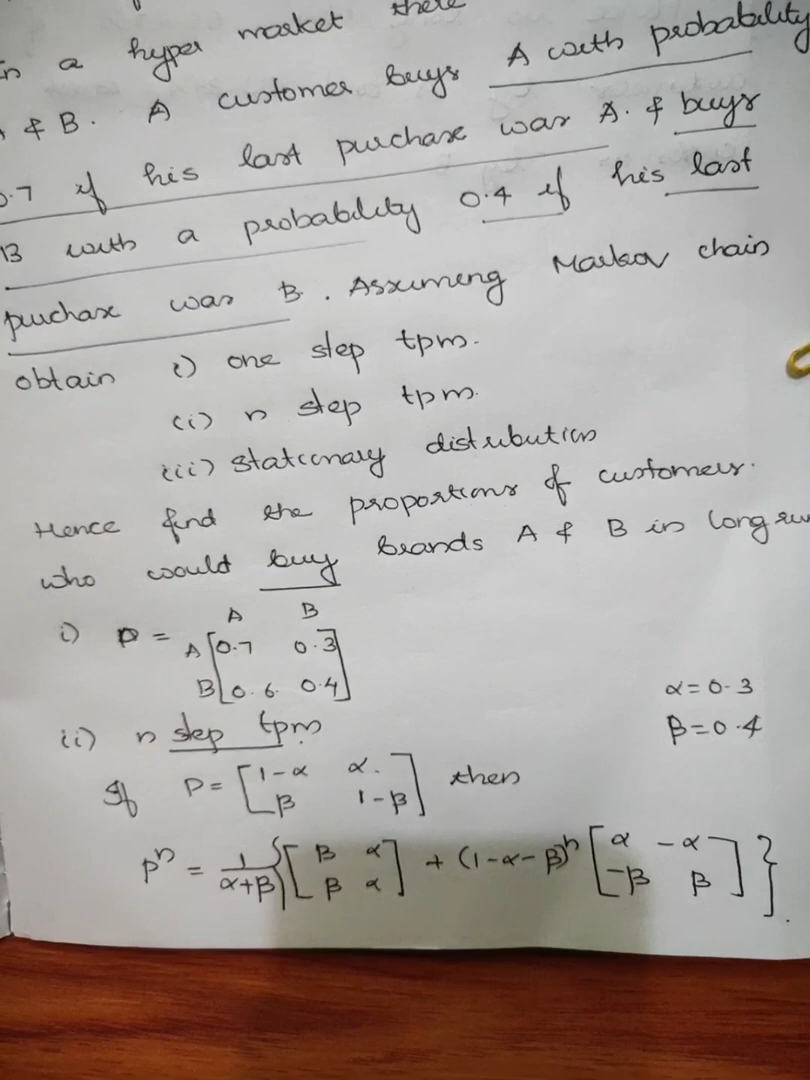 in a hyper market there
& B. A customer buys A with probability
0.7 if his last purchase was A. & buys
B with a probability 0.4 if his last
purchase was B. Assuming Markov chain
obtain i) one step tpm.
(i) n step tpm.
iii) stationary distribution
Hence find the proportions of customers.
who would buy brands A & B in long run
A B
i) P = A [0.7 0.3]
B [0.6. 0.4]
α = 0.3
ii) n step tpm
β = 0.4
If P = [1-α α.
β 1-β] then
Pⁿ = 1/(α+β) {[β α
β α] + (1-α-β)ⁿ [α -α
-β β]}.